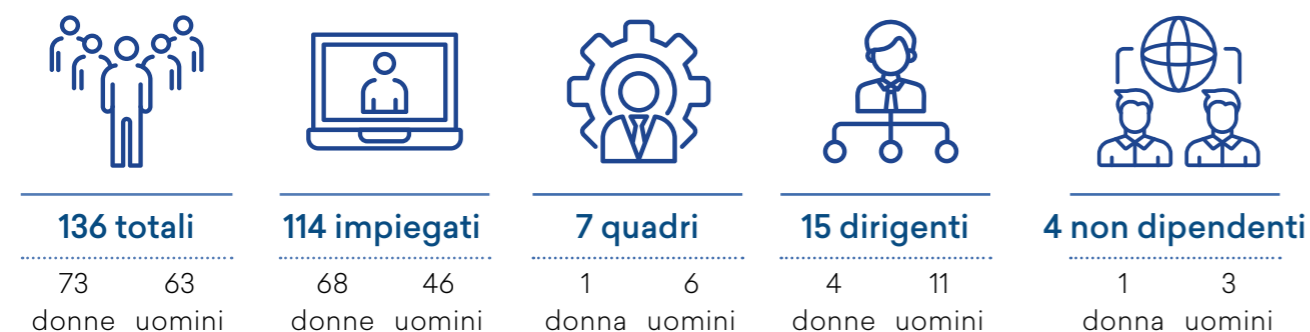 136 totali
73 donne
63 uomini
114 impiegati
68 donne
46 uomini
7 quadri
1 donna
6 uomini
15 dirigenti
4 donne
11 uomini
4 non dipendenti
1 donna
3 uomini